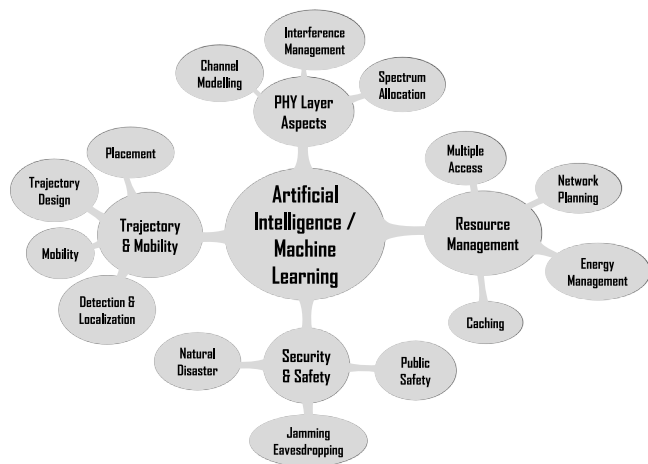 Interference
Management
Channel
Modelling
Spectrum
Allocation
PHY Layer
Aspects
Placement
Trajectory
Design
Mobility
Detection &
Localization
Trajectory
& Mobility
Artificial
Intelligence /
Machine
Learning
Multiple
Access
Network
Planning
Resource
Management
Energy
Management
Caching
Natural
Disaster
Security
& Safety
Public
Safety
Jamming
Eavesdropping